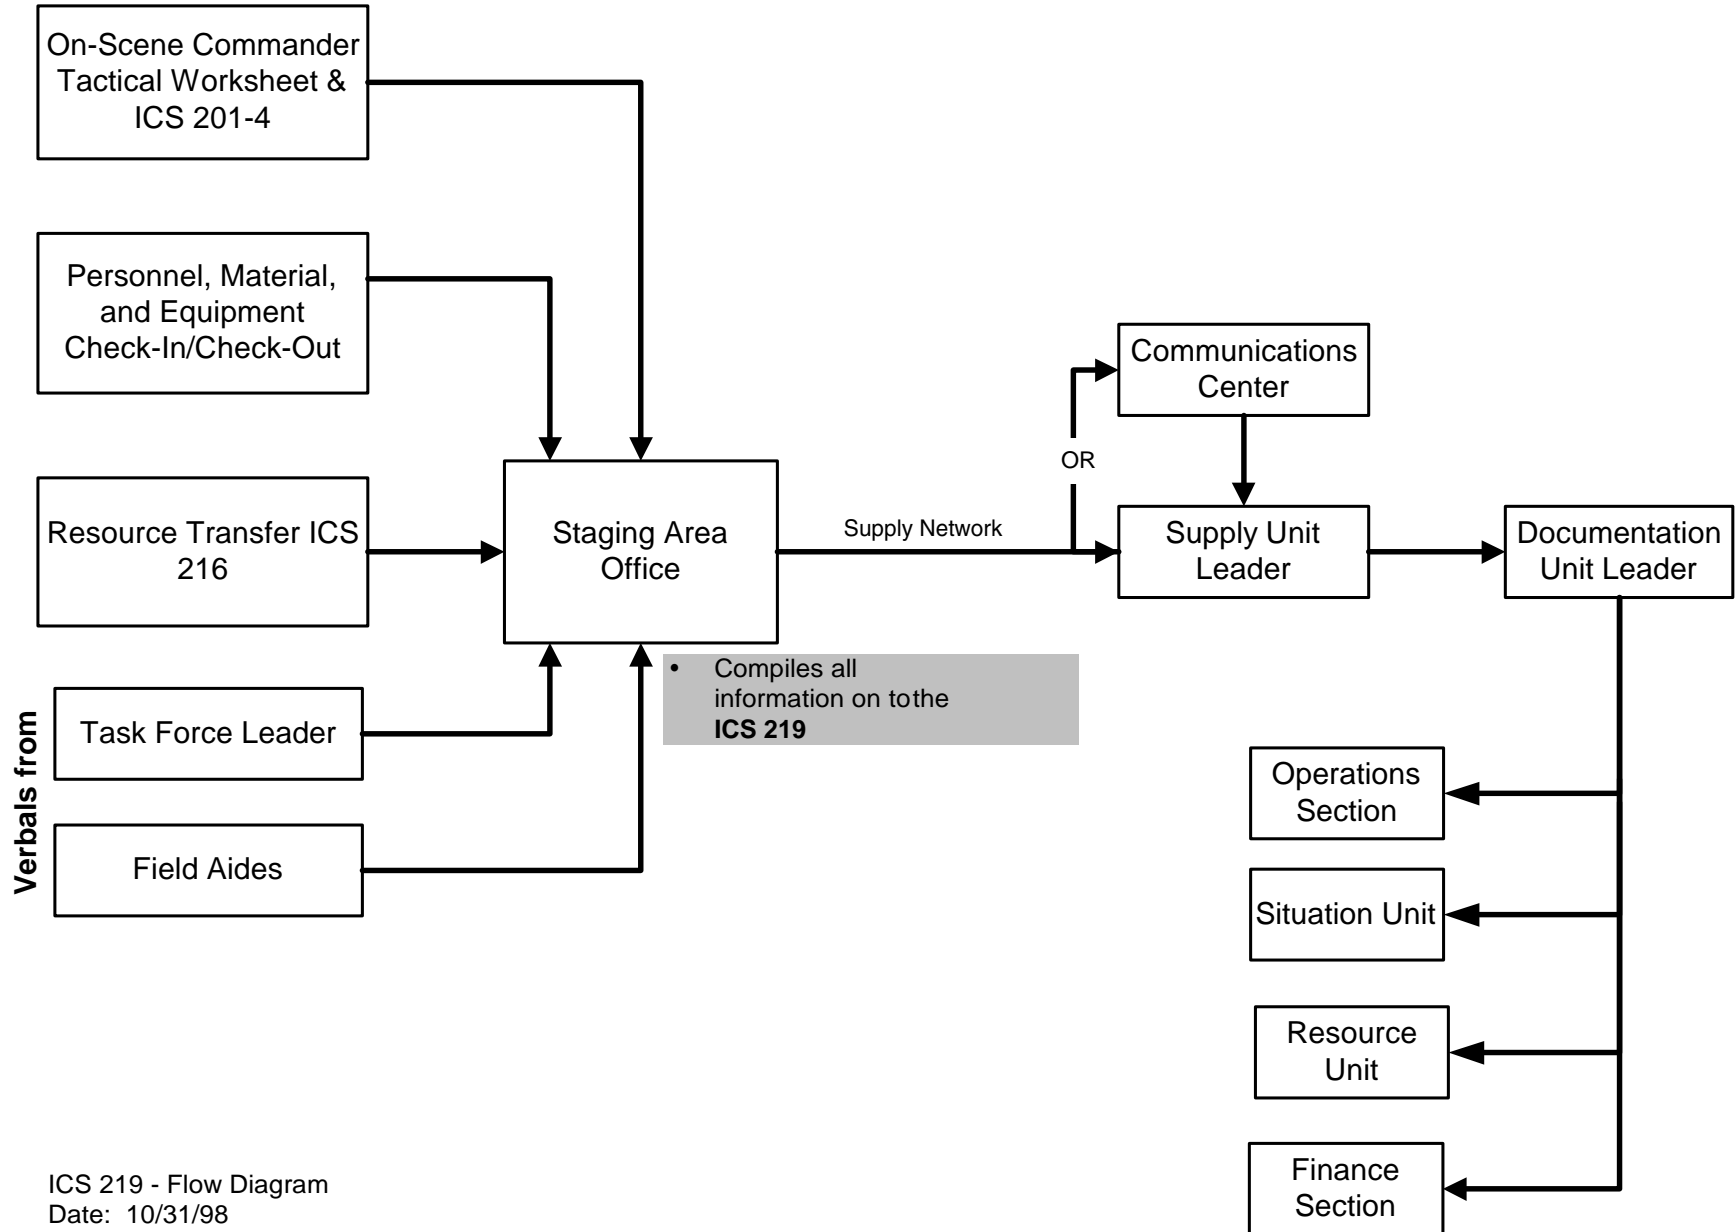 On-Scene Commander
Tactical Worksheet &
ICS 201-4
Personnel, Material,
and Equipment
Check-In/Check-Out
Resource Transfer ICS
216
Verbals from
Task Force Leader
Field Aides
Staging Area
Office
• Compiles all
information on tothe
ICS 219
Supply Network
OR
Communications
Center
Supply Unit
Leader
Documentation
Unit Leader
Operations
Section
Situation Unit
Resource
Unit
Finance
Section
ICS 219 - Flow Diagram
Date: 10/31/98